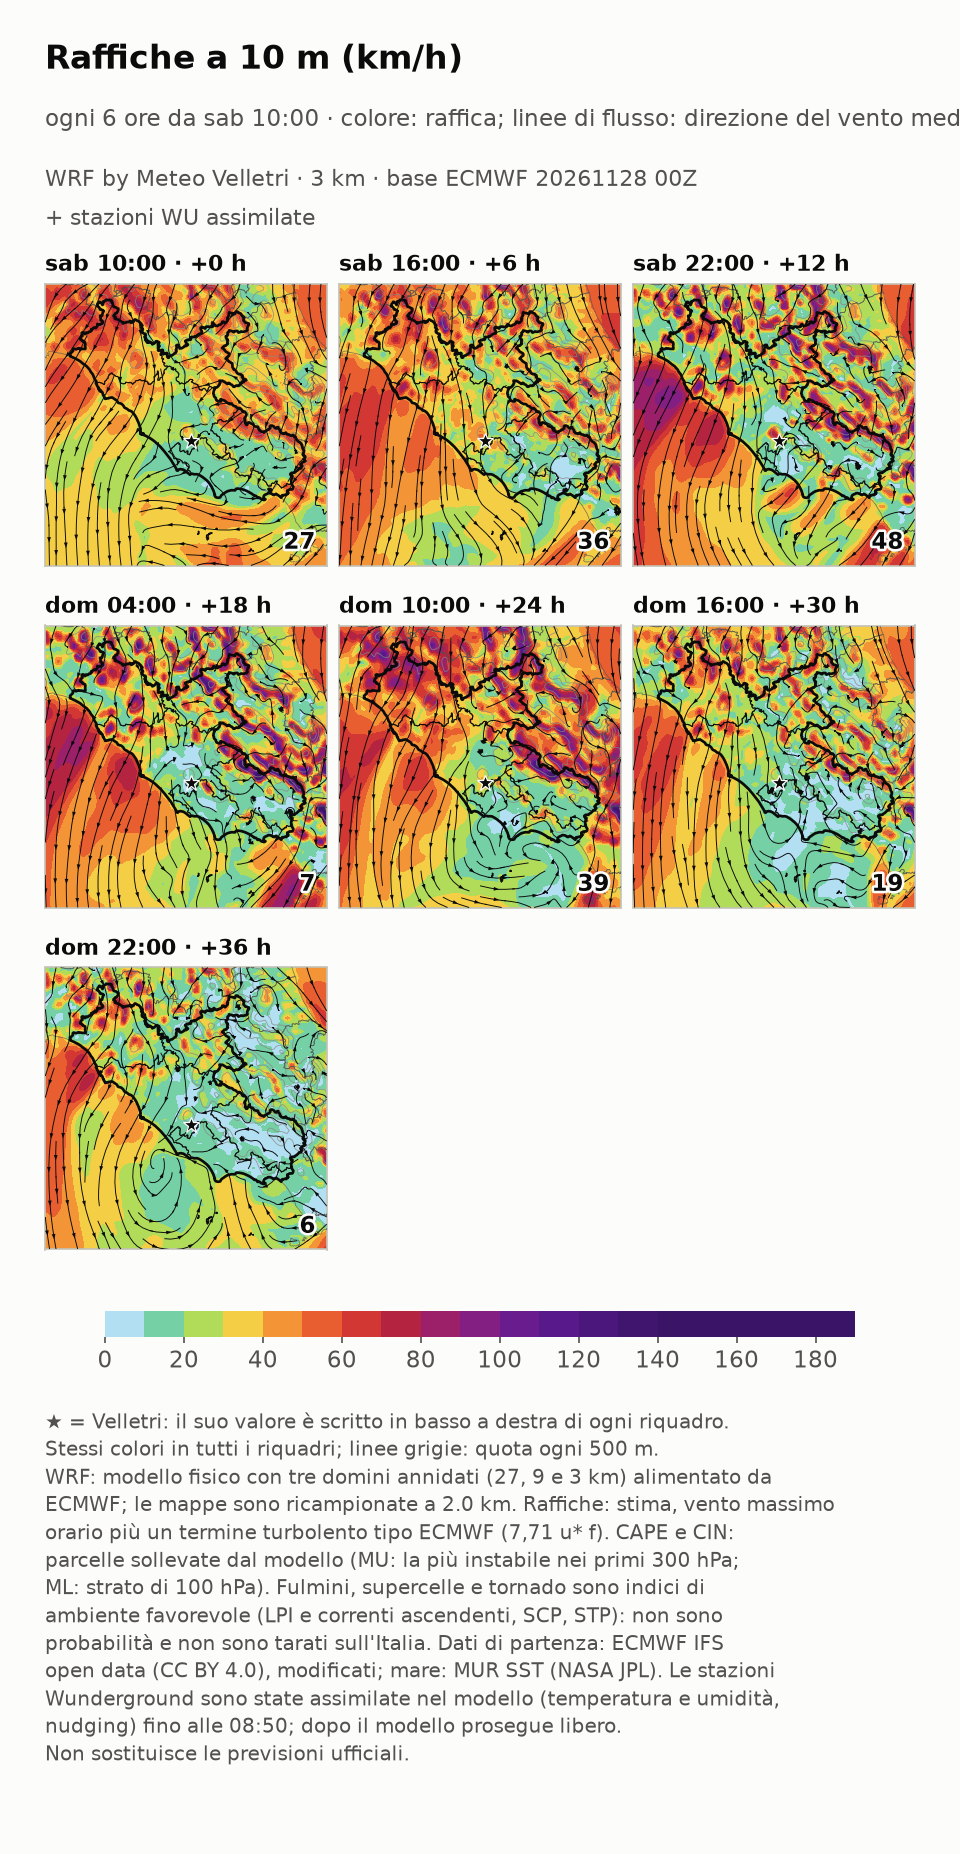 Raffiche a 10 m (km/h)
ogni 6 ore da sab 10:00 · colore: raffica; linee di flusso: direzione del vento med
WRF by Meteo Velletri · 3 km · base ECMWF 20261128 00Z
+ stazioni WU assimilate
sab 10:00 · +0 h
sab 16:00 · +6 h
sab 22:00 · +12 h
27
36
48
dom 04:00 · +18 h
dom 10:00 · +24 h
dom 16:00 · +30 h
7
39
19
dom 22:00 · +36 h
6
0 20 40 60 80 100 120 140 160 180
★ = Velletri: il suo valore è scritto in basso a destra di ogni riquadro.
Stessi colori in tutti i riquadri; linee grigie: quota ogni 500 m.
WRF: modello fisico con tre domini annidati (27, 9 e 3 km) alimentato da
ECMWF; le mappe sono ricampionate a 2.0 km. Raffiche: stima, vento massimo
orario più un termine turbolento tipo ECMWF (7,71 u* f). CAPE e CIN:
parcelle sollevate dal modello (MU: la più instabile nei primi 300 hPa;
ML: strato di 100 hPa). Fulmini, supercelle e tornado sono indici di
ambiente favorevole (LPI e correnti ascendenti, SCP, STP): non sono
probabilità e non sono tarati sull'Italia. Dati di partenza: ECMWF IFS
open data (CC BY 4.0), modificati; mare: MUR SST (NASA JPL). Le stazioni
Wunderground sono state assimilate nel modello (temperatura e umidità,
nudging) fino alle 08:50; dopo il modello prosegue libero.
Non sostituisce le previsioni ufficiali.